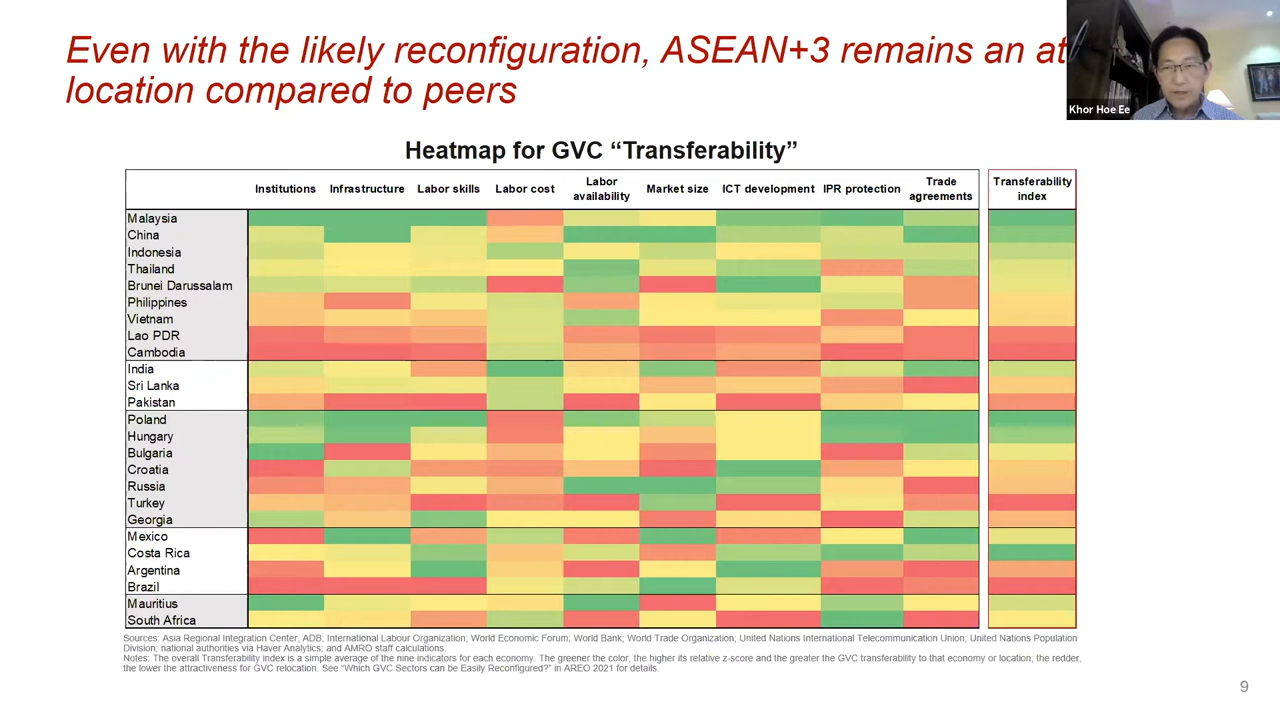 Even with the likely reconfiguration, ASEAN+3 remains an at
location compared to peers
Khor Hoe Ee
Heatmap for GVC “Transferability”
Institutions Infrastructure Labor skills Labor cost Labor availability Market size ICT development IPR protection Trade agreements Transferability index
Malaysia
China
Indonesia
Thailand
Brunei Darussalam
Philippines
Vietnam
Lao PDR
Cambodia
India
Sri Lanka
Pakistan
Poland
Hungary
Bulgaria
Croatia
Russia
Turkey
Georgia
Mexico
Costa Rica
Argentina
Brazil
Mauritius
South Africa
Sources: Asia Regional Integration Center, ADB; International Labour Organization; World Economic Forum; World Bank; World Trade Organization; United Nations International Telecommunication Union; United Nations Population
Division; national authorities via Haver Analytics; and AMRO staff calculations.
Notes: The overall Transferability index is a simple average of the nine indicators for each economy. The greener the color, the higher its relative z-score and the greater the GVC transferability to that economy or location; the redder,
the lower the attractiveness for GVC relocation. See “Which GVC Sectors can be Easily Reconfigured?” in AREO 2021 for details.
9